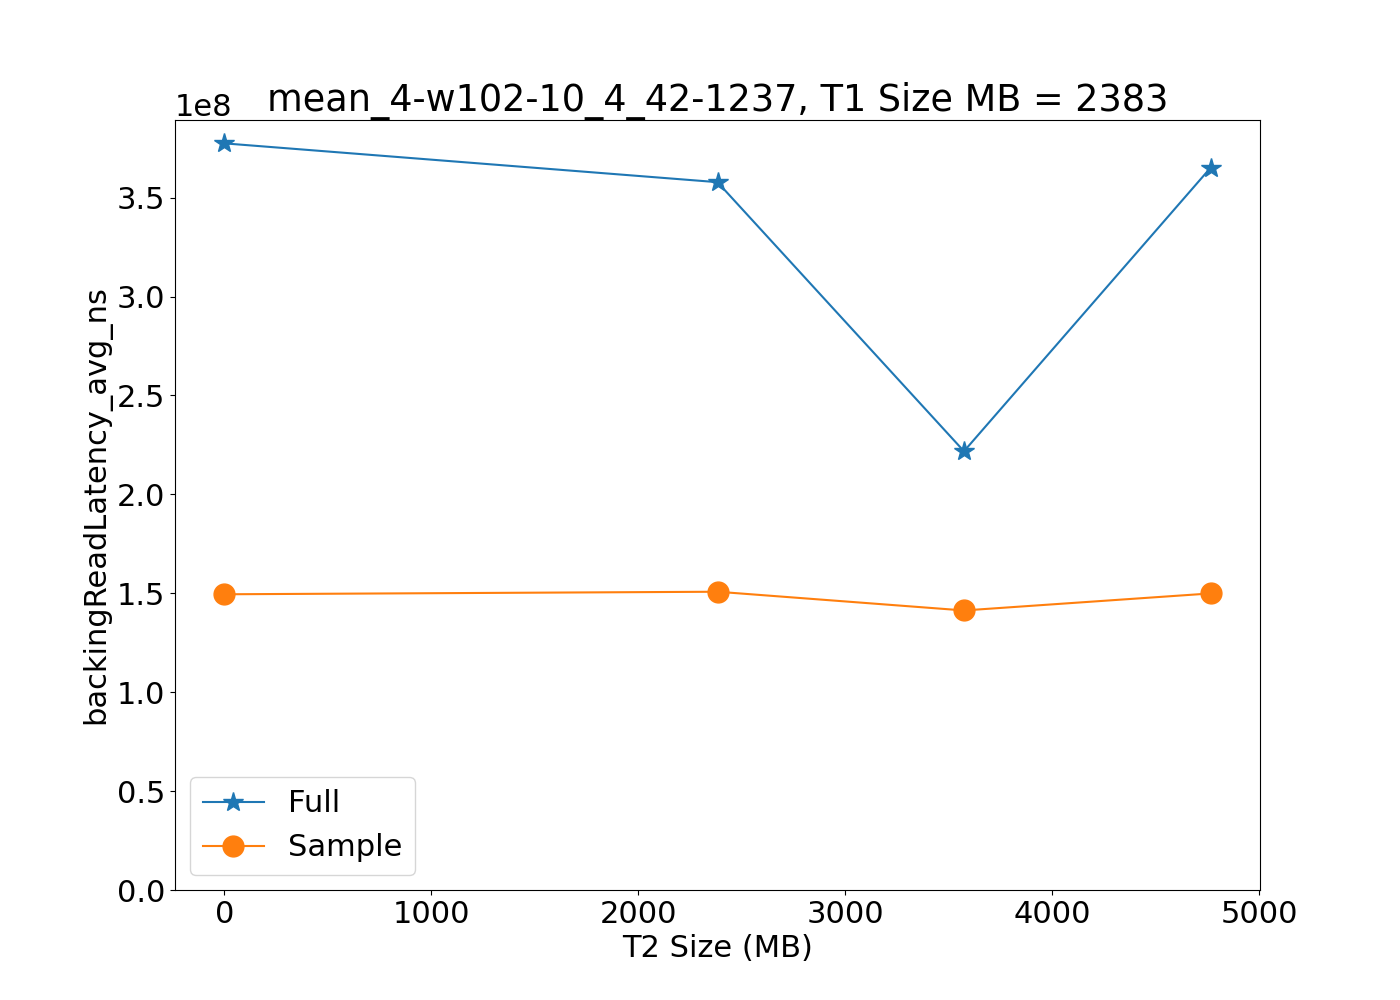 1e8
mean_4-w102-10_4_42-1237, T1 Size MB = 2383
backingReadLatency_avg_ns
3.5
3.0
2.5
2.0
1.5
1.0
0.5
0.0
Full
Sample
0 1000 2000 3000 4000 5000
T2 Size (MB)